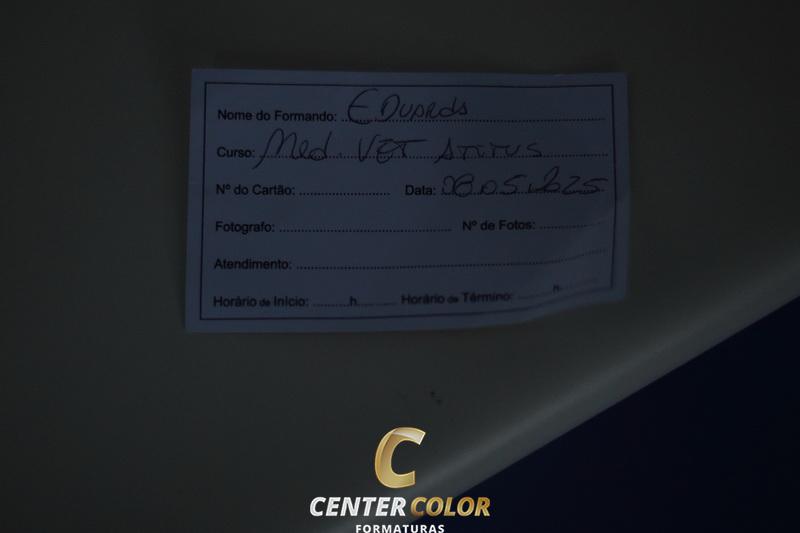 Nome do Formando: Eduarda
Curso: Med. VET ATITUS
Nº do Cartão: Data: 08.05.2025
Fotografo: Nº de Fotos:
Atendimento:
Horário de Início: h. Horário de Término: h.
C
CENTER COLOR
FORMATURAS